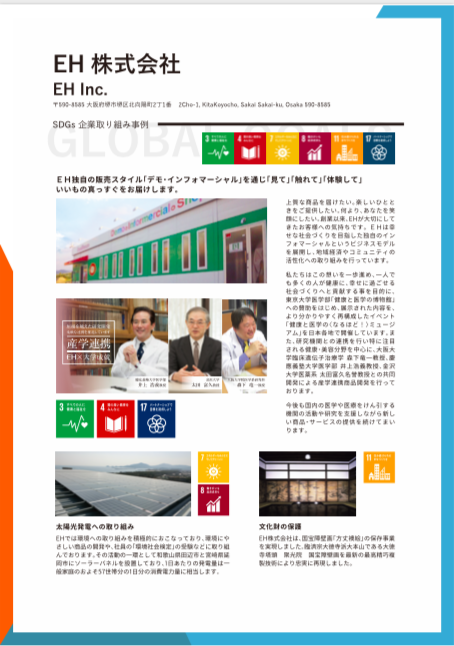 EH 株式会社
EH Inc.
〒590-8585 大阪府堺市堺区北向陽町2丁1番 2Cho-1, KitaKoyocho, Sakai Sakai-ku, Osaka 590-8585
GLOBA
SDGs 企業取り組み事例
3 4 7 8 11 17
EH独自の販売スタイル「デモ・インフォマーシャル」を通じ「見て」「触れて」「体験して」
いいもの真っすぐをお届けします。
上質な商品を届けたい。楽しいひとと
きをご提供したい。何より、あなたを笑
顔にしたい。創業以来、EHが大切にして
きたお客様への気持ちです。EHは幸
せな社会づくりを目指した独自のイン
フォマーシャルというビジネスモデル
を展開し、地域経済やコミュニティの
活性化への取り組みを行っています。
私たちはこの想いを一歩進め、一人で
も多くの人が健康に、幸せに過ごせる
社会づくりへと貢献する事を目的に、
東京大学医学部「健康と医学の博物館」
への賛助をはじめ、展示された内容を、
より分かりやすく再構成したイベント
「健康と医学の(なるほど！)ミュージ
アム」を日本各地で開催しています。ま
た、研究機関との連携を行い特に注目
される健康・美容分野を中心に、大阪大
学臨床遺伝子治療学 森下竜一教授、慶
應義塾大学医学部 井上浩義教授、金沢
大学医薬系 太田富久名誉教授との共同
開発による産学連携商品開発を行って
おります。
今後も国内の医学や医療をけん引する
機関の活動や研究を支援しながら新し
い商品・サービスの提供を続けてまい
ります。
産学連携
EH×大学成就
3 4 17
7
8
11
太陽光発電への取り組み
EHでは環境への取り組みを積極的におこなっており、環境にや
さしい商品の開発や、社員の「環境社会検定」の受験などに取り組
んでおります。その活動の一環として和歌山県田辺市と宮崎県延
岡市にソーラーパネルを設置しており、1日あたりの発電量は一
般家庭のおよそ57世帯分の1日分の消費電力量に相当します。
文化財の保護
EH株式会社は、国宝障壁画「方丈襖絵」の保存事業
を実現しました。臨済宗大徳寺派大本山である大徳
寺塔頭 聚光院 国宝障壁画を最新の最高精巧複
製技術により忠実に再現しました。